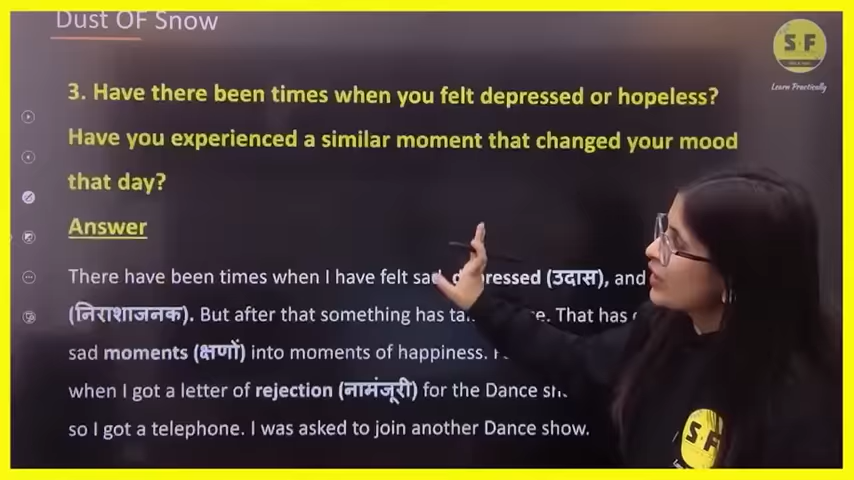 Dust OF Snow
S F
Learn Practically
3. Have there been times when you felt depressed or hopeless?
Have you experienced a similar moment that changed your mood
that day?
Answer
There have been times when I have felt sad (उदास), and
(निराशाजनक). But after that something has That has
sad moments (क्षणों) into moments of happiness.
when I got a letter of rejection (नामंजूरी) for the Dance
so I got a telephone. I was asked to join another Dance show.
S.F